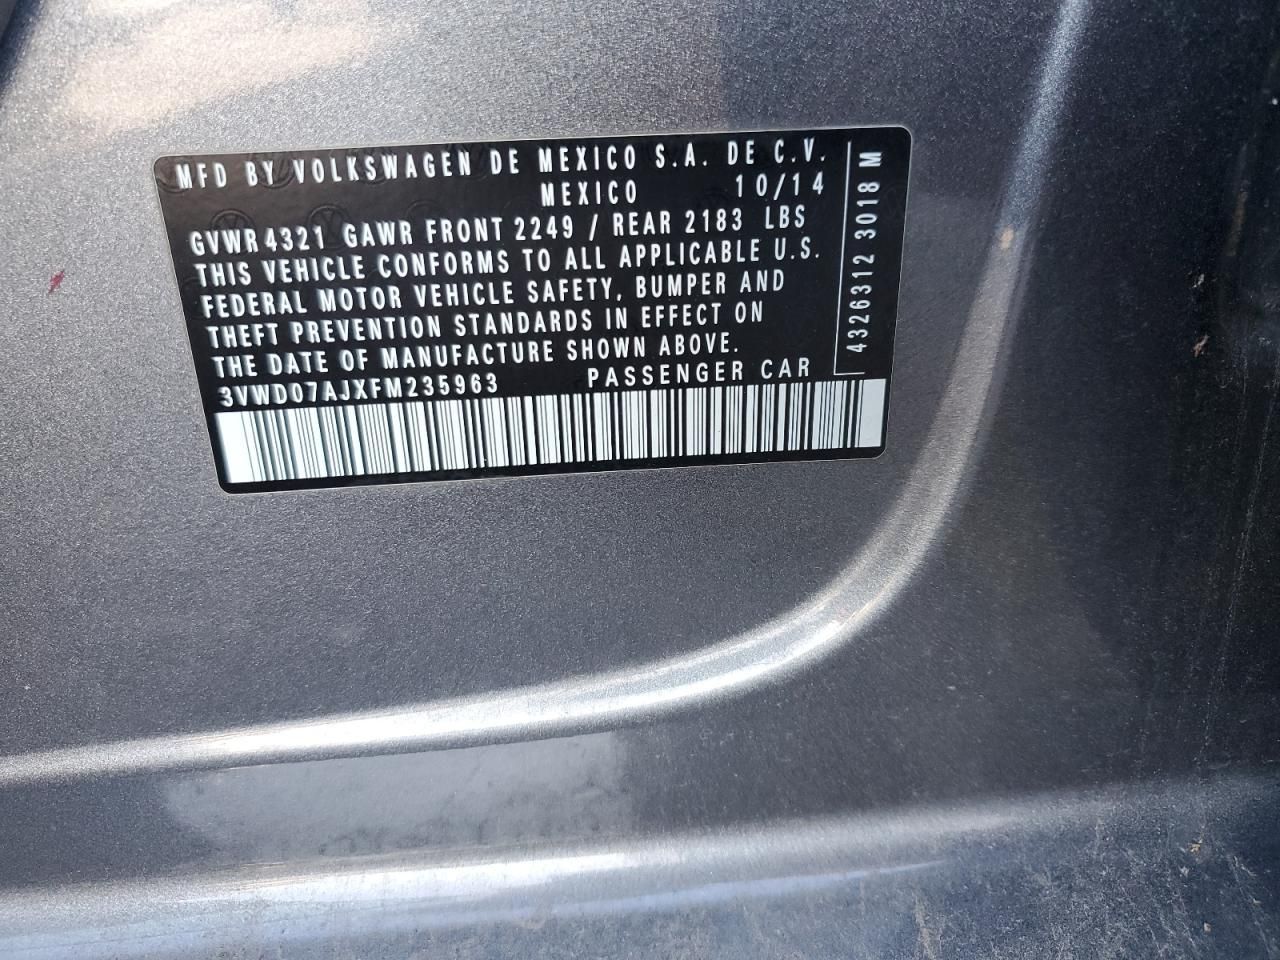 MFD BY VOLKSWAGEN DE MEXICO S.A. DE C.V.
MEXICO 10/14
GVWR 4321 GAWR FRONT 2249 / REAR 2183 LBS
THIS VEHICLE CONFORMS TO ALL APPLICABLE U.S.
FEDERAL MOTOR VEHICLE SAFETY, BUMPER AND
THEFT PREVENTION STANDARDS IN EFFECT ON
THE DATE OF MANUFACTURE SHOWN ABOVE.
3VWD07AJXFM235963 PASSENGER CAR
4326312 3018 M